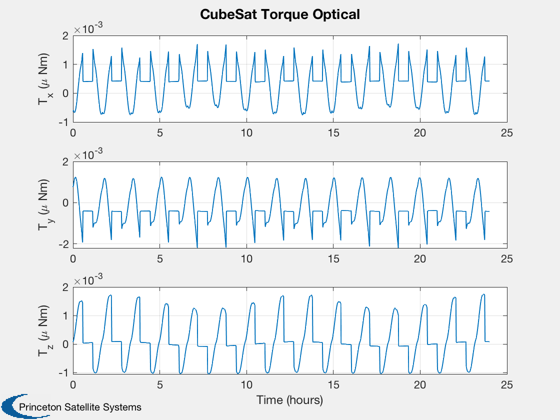 CubeSat Torque Optical
×10⁻³
2
1
0
-1
T_x (μ Nm)
0 5 10 15 20 25
×10⁻³
2
0
-2
T_y (μ Nm)
0 5 10 15 20 25
×10⁻³
2
1
0
-1
T_z (μ Nm)
0 5 10 15 20 25
Time (hours)
Princeton Satellite Systems